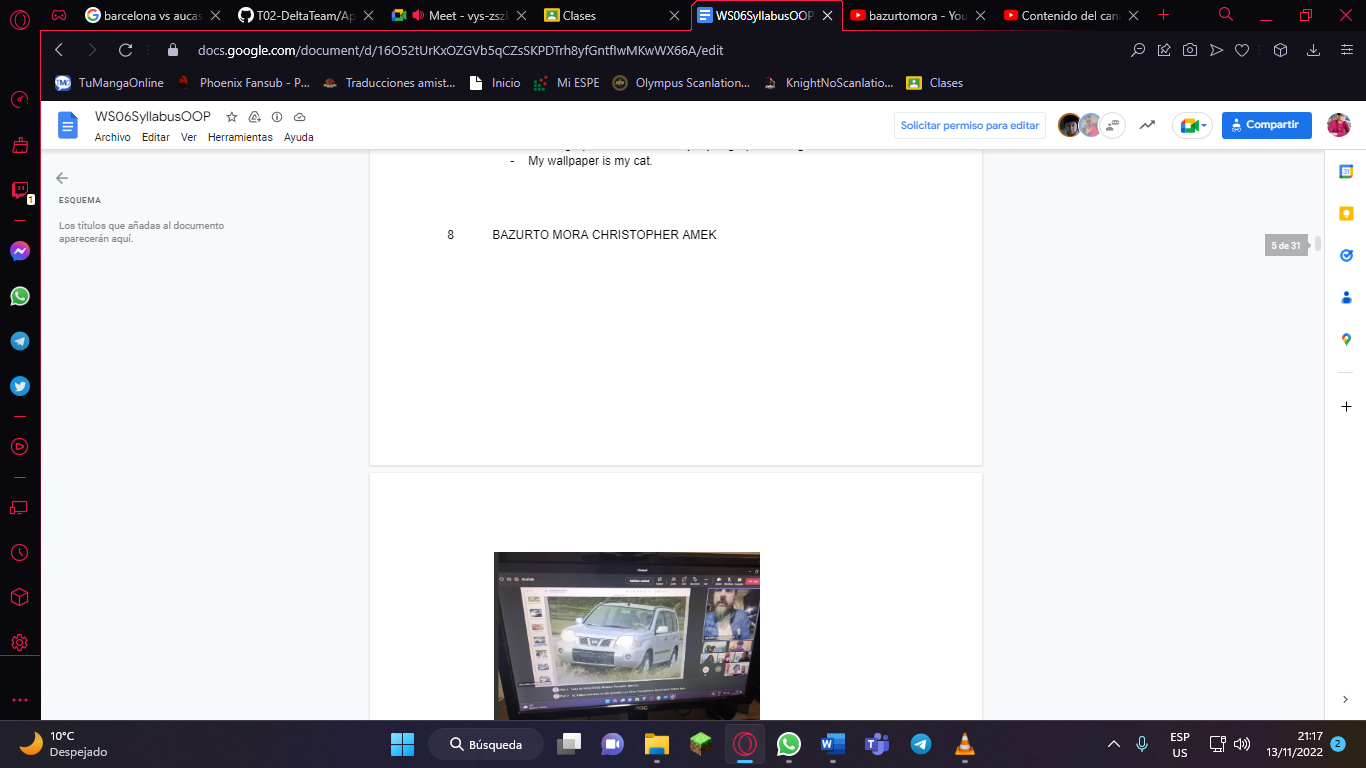 barcelona vs aucas
T02-DeltaTeam/Ap
Meet - vys-zszl
Clases
WS06SyllabusOOP
bazurtomora - You
Contenido del cana
docs.google.com/document/d/16O52tUrKxOZGVb5qCZsSKPDTrh8yfGntfIwMKwWX66A/edit
TuMangaOnline
Phoenix Fansub - P...
Traducciones amist...
Inicio
Mi ESPE
Olympus Scanlation...
KnightNoScanlatio...
Clases
WS06SyllabusOOP
Archivo Editar Ver Herramientas Ayuda
Solicitar permiso para editar
Compartir
1
- My wallpaper is my cat.
ESQUEMA
Los títulos que añadas al documento
aparecerán aquí.
8 BAZURTO MORA CHRISTOPHER AMEK
5 de 31
31
AOC
10°C
Despejado
Búsqueda
ESP
US
21:17
13/11/2022
2